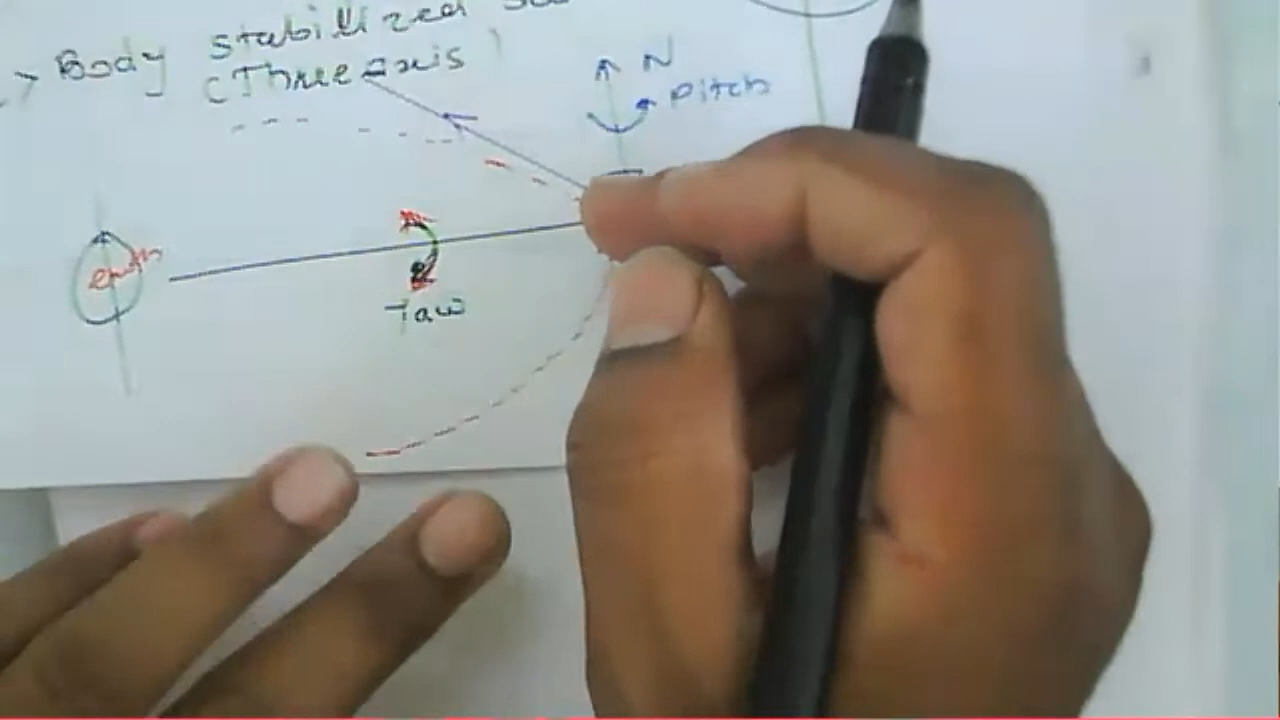 Body stabilized
(Three axis)
N
Pitch
earth
Yaw